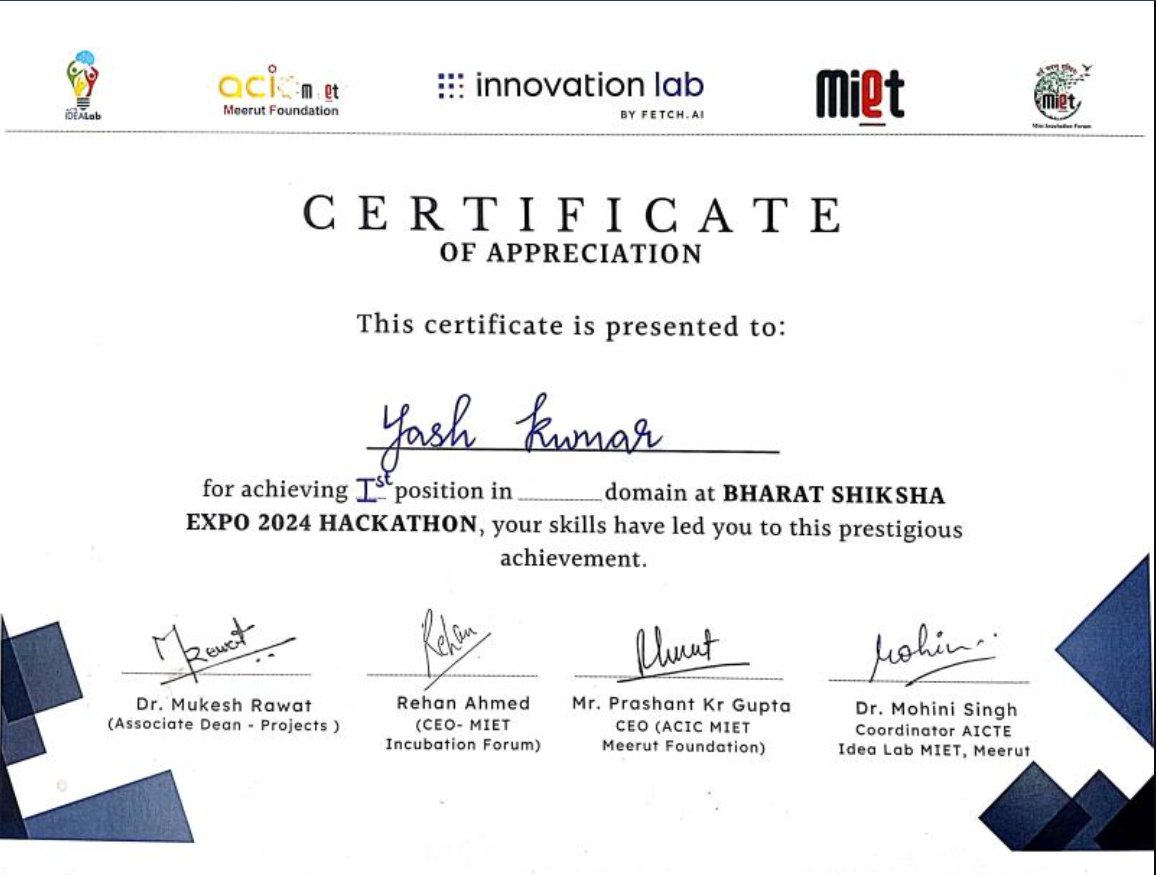 IDEALab
acic miet
Meerut Foundation
innovation lab
BY FETCH.AI
miet
miet
Miet Incubation Forum
CERTIFICATE
OF APPRECIATION
This certificate is presented to:
Yash Kumar
for achieving Ist position in ________ domain at BHARAT SHIKSHA
EXPO 2024 HACKATHON, your skills have led you to this prestigious
achievement.
MRawat
Rehan
Mohini
Dr. Mukesh Rawat
(Associate Dean - Projects )
Rehan Ahmed
(CEO- MIET
Incubation Forum)
Mr. Prashant Kr Gupta
CEO (ACIC MIET
Meerut Foundation)
Dr. Mohini Singh
Coordinator AICTE
Idea Lab MIET, Meerut